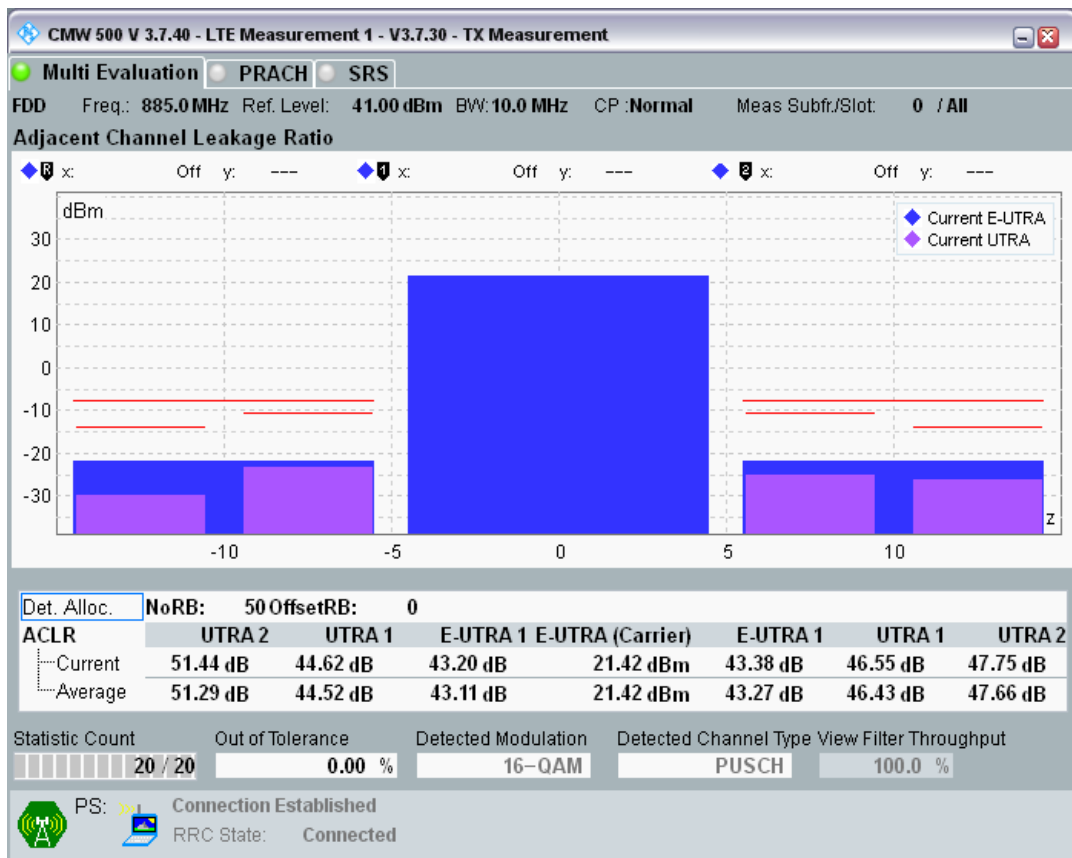 CMW 500 V 3.7.40 - LTE Measurement 1 - V3.7.30 - TX Measurement
Multi Evaluation PRACH SRS
FDD Freq.: 885.0 MHz Ref. Level: 41.00 dBm BW: 10.0 MHz CP :Normal Meas Subfr./Slot: 0 / All
Adjacent Channel Leakage Ratio
R x: Off y: --- 1 x: Off y: --- 2 x: Off y: ---
dBm
Current E-UTRA
Current UTRA
30
20
10
0
-10
-20
-30
z
-10 -5 0 5 10
Det. Alloc. NoRB: 50 OffsetRB: 0
ACLR UTRA 2 UTRA 1 E-UTRA 1 E-UTRA (Carrier) E-UTRA 1 UTRA 1 UTRA 2
Current 51.44 dB 44.62 dB 43.20 dB 21.42 dBm 43.38 dB 46.55 dB 47.75 dB
Average 51.29 dB 44.52 dB 43.11 dB 21.42 dBm 43.27 dB 46.43 dB 47.66 dB
Statistic Count Out of Tolerance Detected Modulation Detected Channel Type View Filter Throughput
20 / 20 0.00 % 16-QAM PUSCH 100.0 %
PS: Connection Established
RRC State: Connected